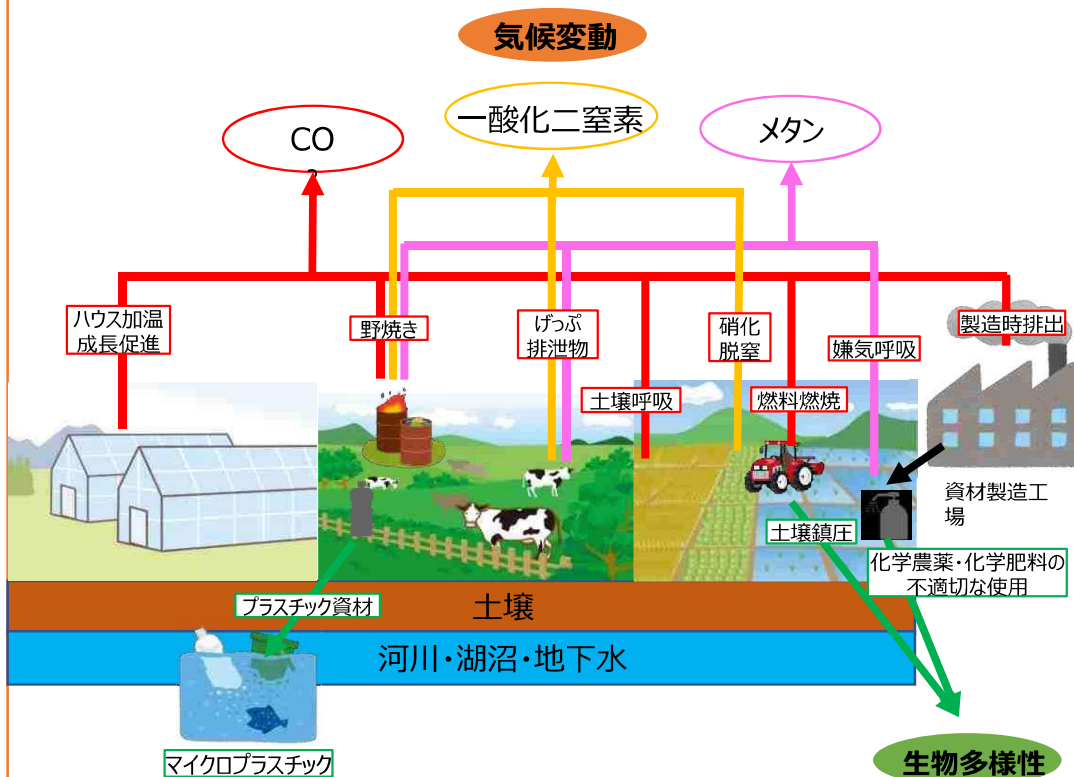 気候変動
CO
2
一酸化二窒素
メタン
ハウス加温
成長促進
野焼き
げっぷ
排泄物
土壌呼吸
硝化
脱窒
燃料燃焼
嫌気呼吸
製造時排出
資材製造工
場
土壌鎮圧
化学農薬・化学肥料の
不適切な使用
プラスチック資材
土壌
河川・湖沼・地下水
マイクロプラスチック
生物多様性